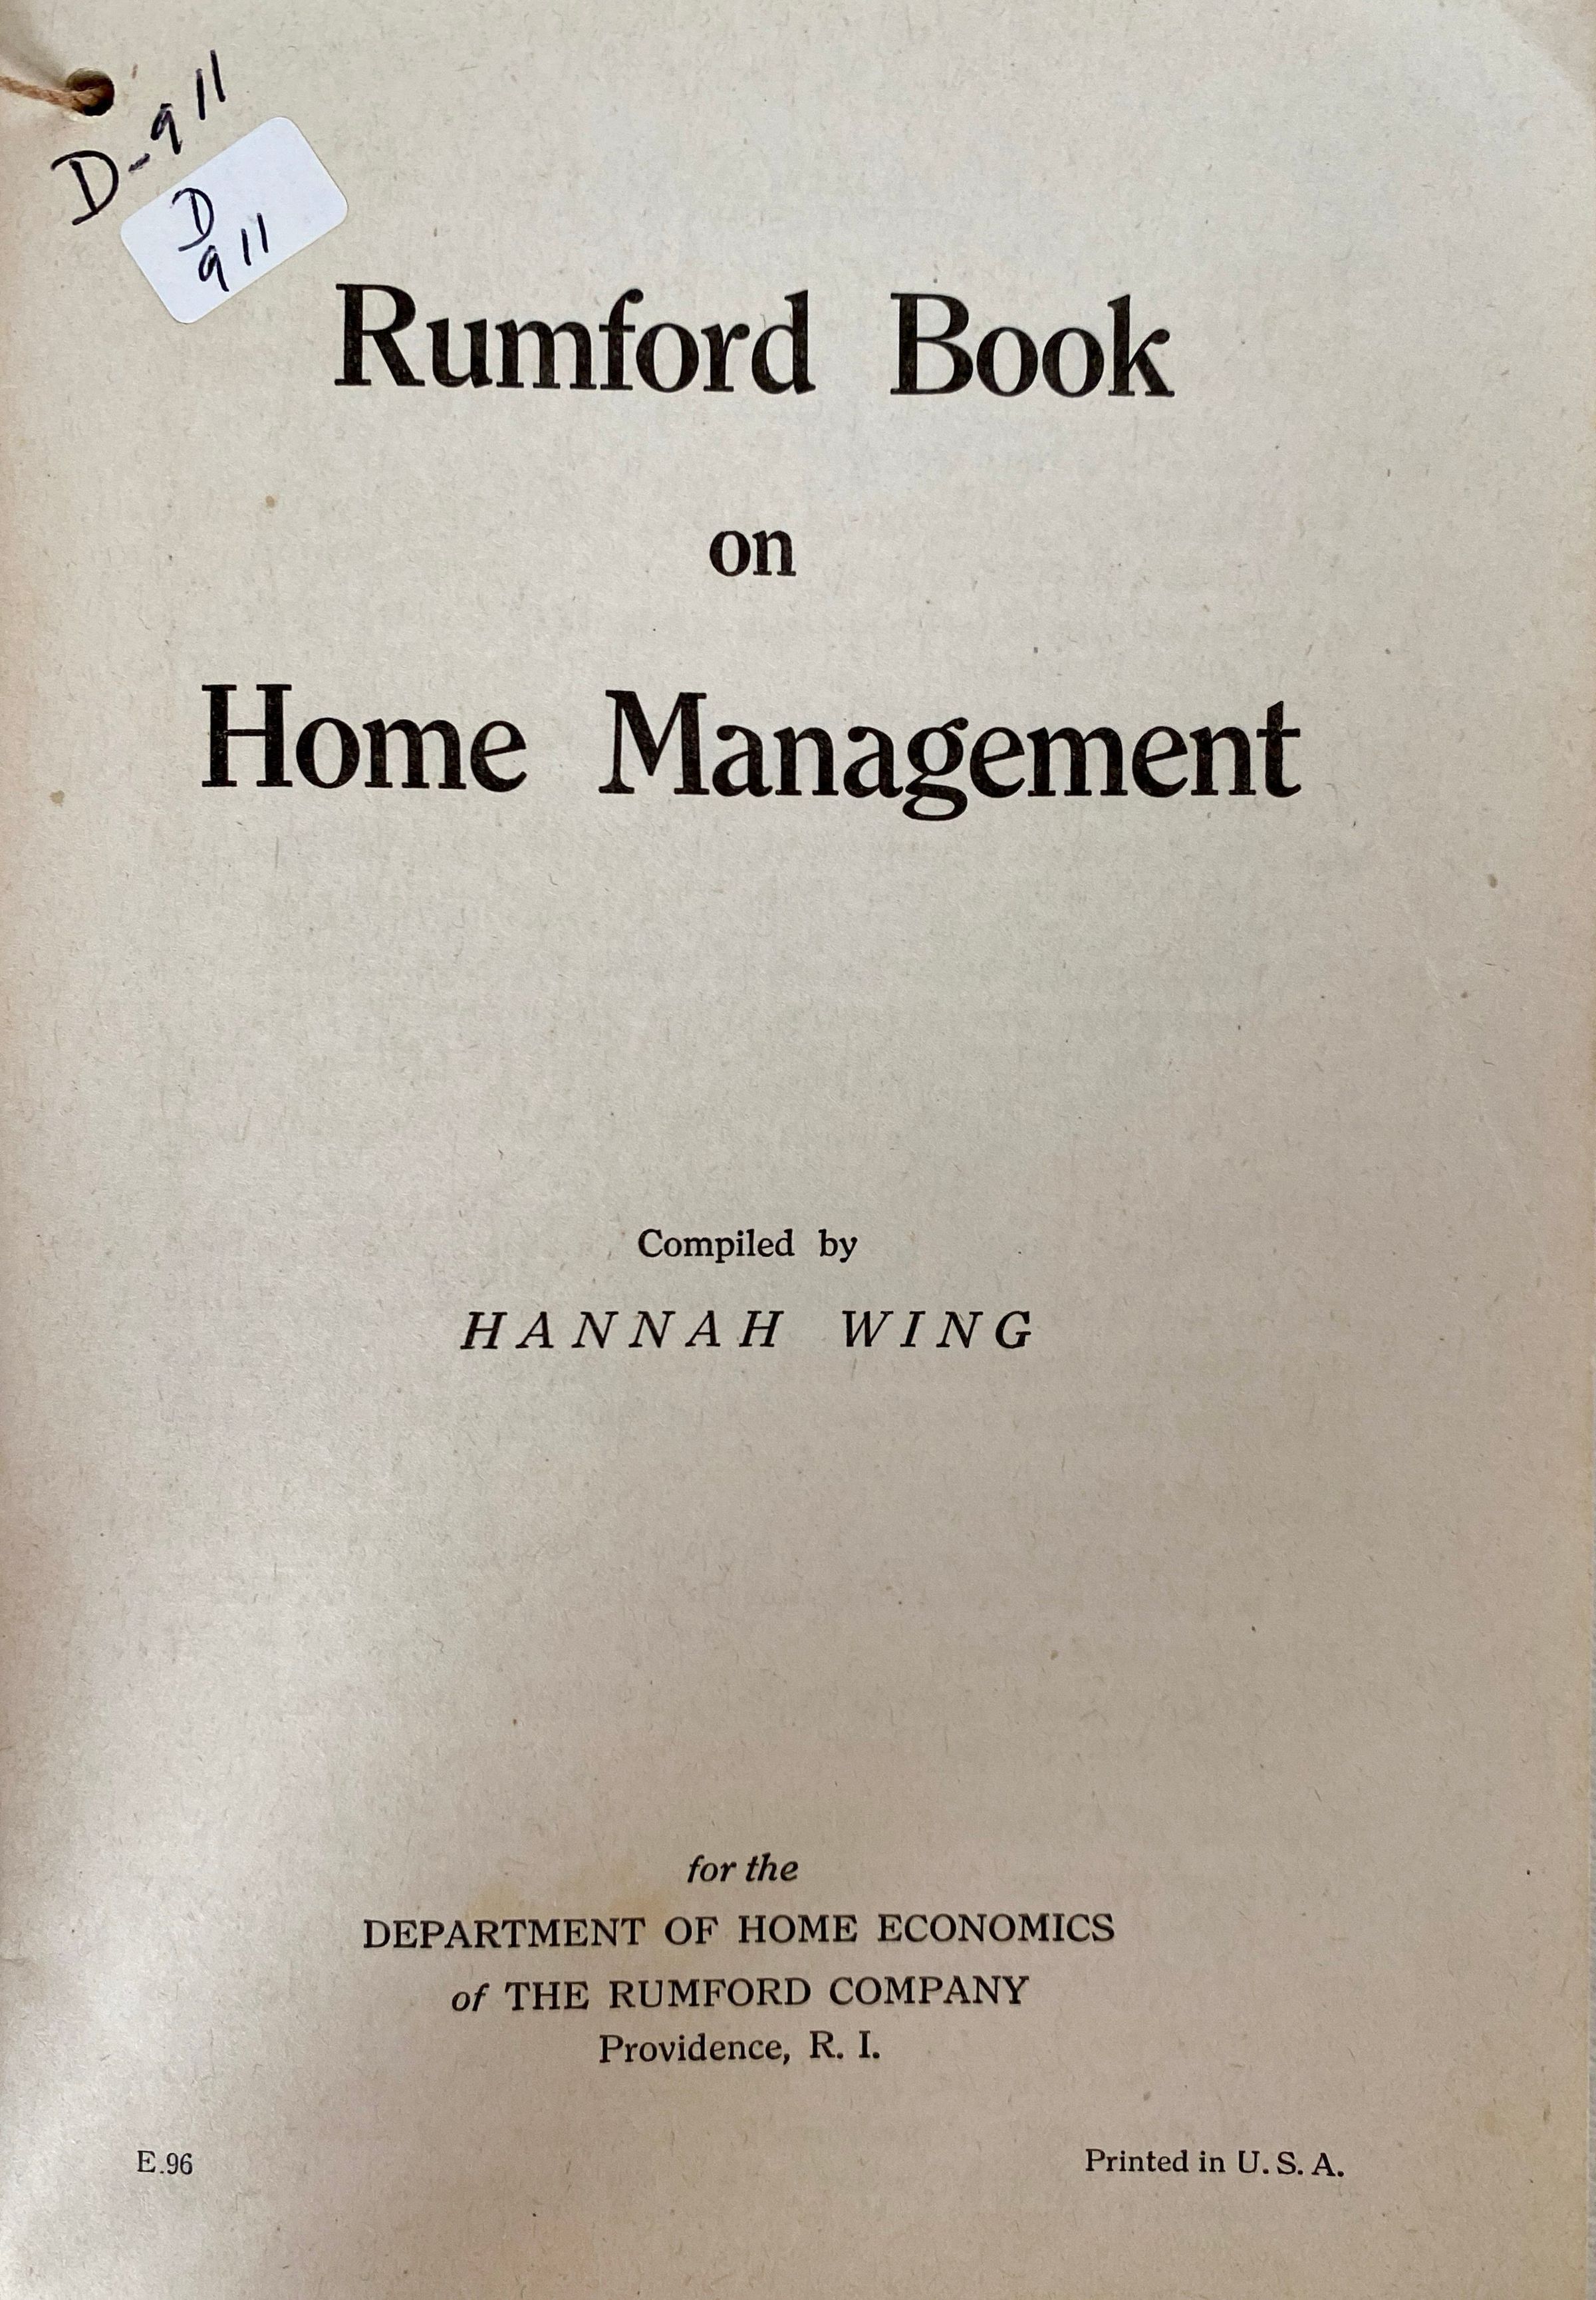 D-911
D
911
Rumford Book
on
Home Management
Compiled by
HANNAH WING
for the
DEPARTMENT OF HOME ECONOMICS
of THE RUMFORD COMPANY
Providence, R. I.
E.96
Printed in U. S. A.